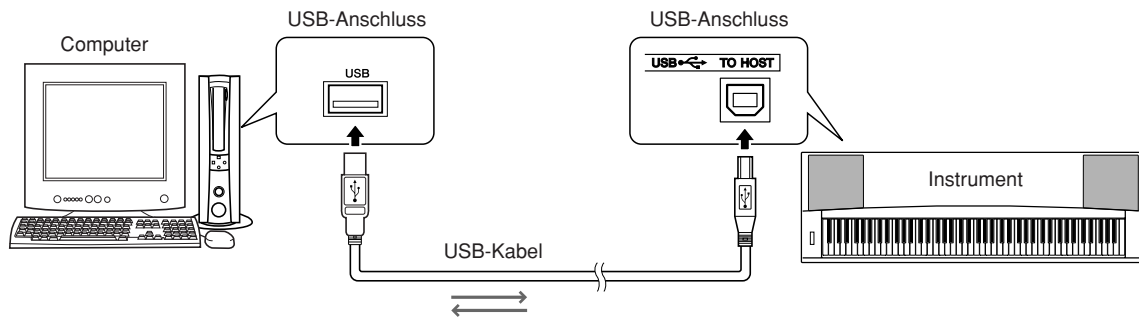 USB-Anschluss
USB-Anschluss
Computer
USB
USB TO HOST
Instrument
USB-Kabel